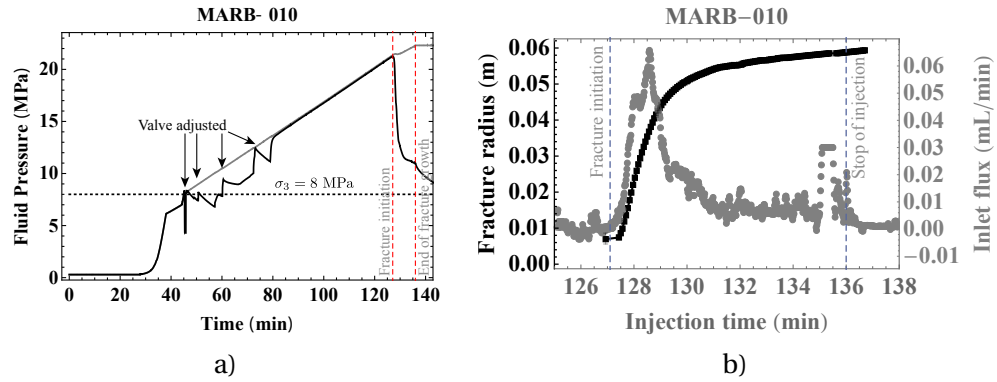 MARB- 010
Fluid Pressure (MPa)
20
15
10
5
0
Valve adjusted
σ3 = 8 MPa
Fracture initiation
End of fracture growth
0 20 40 60 80 100 120 140
Time (min)
a)
MARB−010
Fracture radius (m)
0.06
0.05
0.04
0.03
0.02
0.01
0.00
Fracture initiation
Stop of injection
0.06
0.05
0.04
0.03
0.02
0.01
0.00
−0.01
Inlet flux (mL/min)
126 128 130 132 134 136 138
Injection time (min)
b)